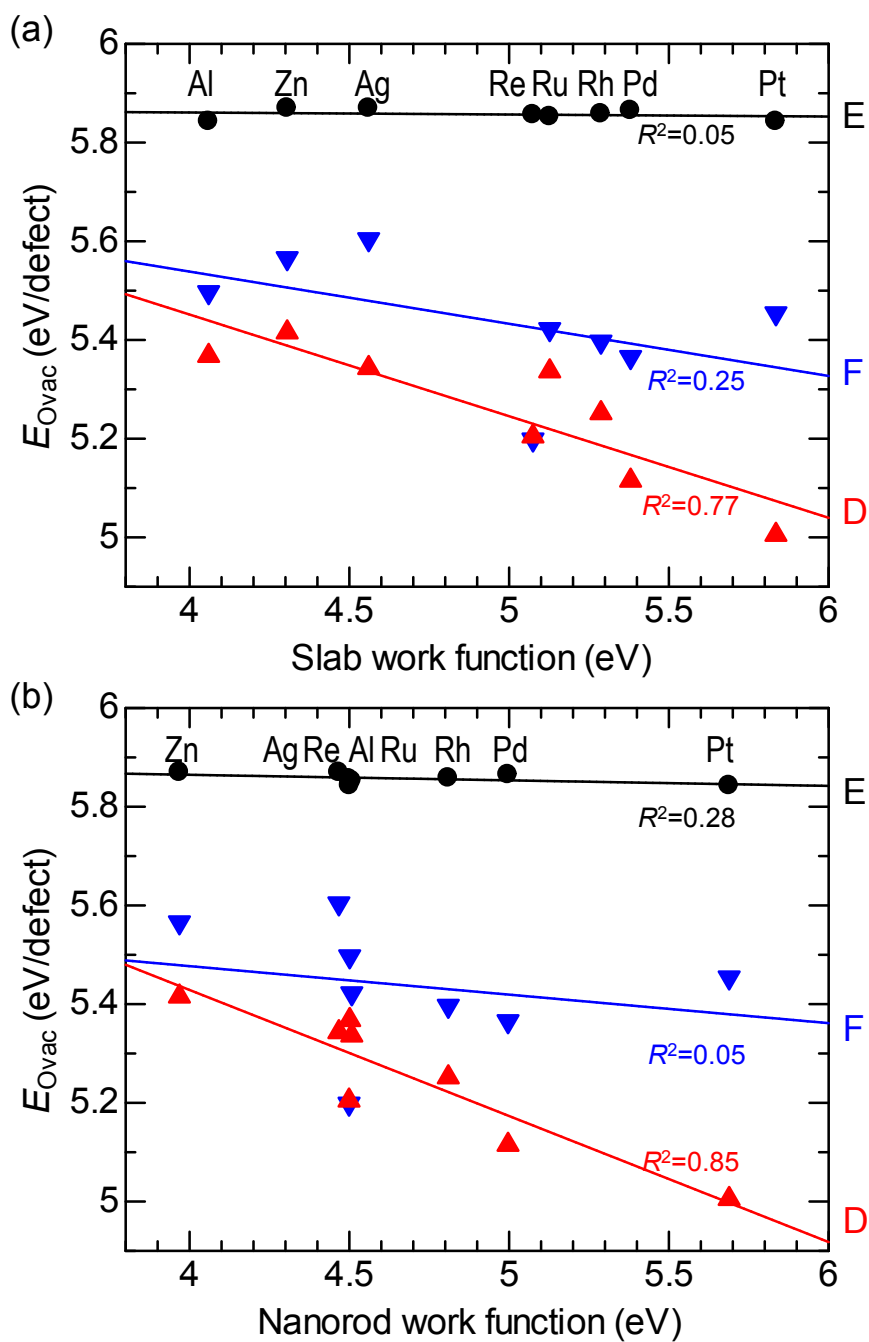 (a)
6
5.8
5.6
5.4
5.2
5
E_Ovac (eV/defect)
Al Zn Ag Re Ru Rh Pd Pt
E
R²=0.05
F
R²=0.25
D
R²=0.77
4 4.5 5 5.5 6
Slab work function (eV)
(b)
6
5.8
5.6
5.4
5.2
5
E_Ovac (eV/defect)
Zn Ag Re Al Ru Rh Pd Pt
E
R²=0.28
F
R²=0.05
R²=0.85
D
4 4.5 5 5.5 6
Nanorod work function (eV)